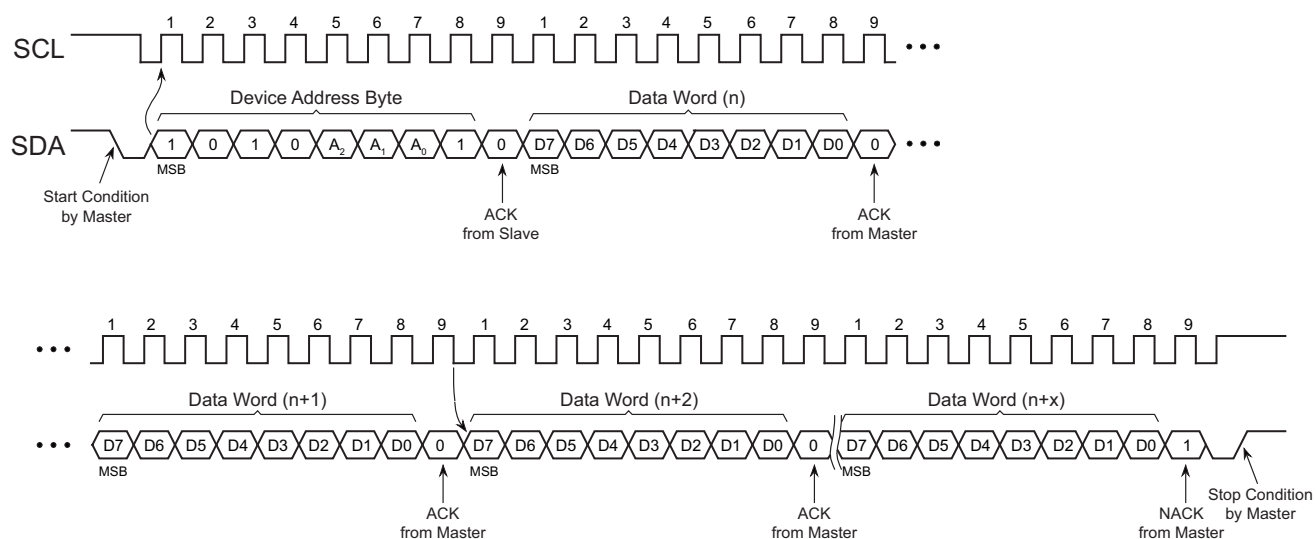 1 2 3 4 5 6 7 8 9 1 2 3 4 5 6 7 8 9
SCL
Device Address Byte Data Word (n)
SDA 1 0 1 0 A2 A1 A0 1 0 D7 D6 D5 D4 D3 D2 D1 D0 0
MSB MSB
Start Condition
by Master
ACK
from Slave
ACK
from Master
1 2 3 4 5 6 7 8 9 1 2 3 4 5 6 7 8 9 1 2 3 4 5 6 7 8 9
Data Word (n+1) Data Word (n+2) Data Word (n+x)
D7 D6 D5 D4 D3 D2 D1 D0 0 D7 D6 D5 D4 D3 D2 D1 D0 0 D7 D6 D5 D4 D3 D2 D1 D0 1
MSB MSB MSB
ACK
from Master
ACK
from Master
NACK
from Master
Stop Condition
by Master